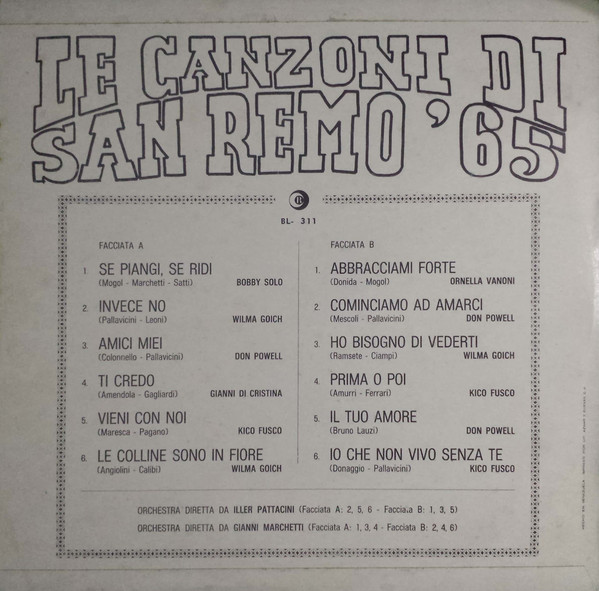 LE CANZONI DI
SAN REMO '65
BL- 311
FACCIATA A
1. SE PIANGI, SE RIDI
(Mogol - Marchetti - Satti) BOBBY SOLO
2. INVECE NO
(Pallavicini - Leoni) WILMA GOICH
3. AMICI MIEI
(Colonnello - Pallavicini) DON POWELL
4. TI CREDO
(Amendola - Gagliardi) GIANNI DI CRISTINA
5. VIENI CON NOI
(Maresca - Pagano) KICO FUSCO
6. LE COLLINE SONO IN FIORE
(Angiolini - Calibi) WILMA GOICH
FACCIATA B
1. ABBRACCIAMI FORTE
(Donida - Mogol) ORNELLA VANONI
2. COMINCIAMO AD AMARCI
(Mescoli - Pallavicini) DON POWELL
3. HO BISOGNO DI VEDERTI
(Ramsete - Ciampi) WILMA GOICH
4. PRIMA O POI
(Amurri - Ferrari) KICO FUSCO
5. IL TUO AMORE
(Bruno Lauzi) DON POWELL
6. IO CHE NON VIVO SENZA TE
(Donaggio - Pallavicini) KICO FUSCO
ORCHESTRA DIRETTA DA ILLER PATTACINI (Facciata A: 2, 5, 6 - Facciata B: 1, 3, 5)
ORCHESTRA DIRETTA DA GIANNI MARCHETTI (Facciata A: 1, 3, 4 - Facciata B: 2, 4, 6)